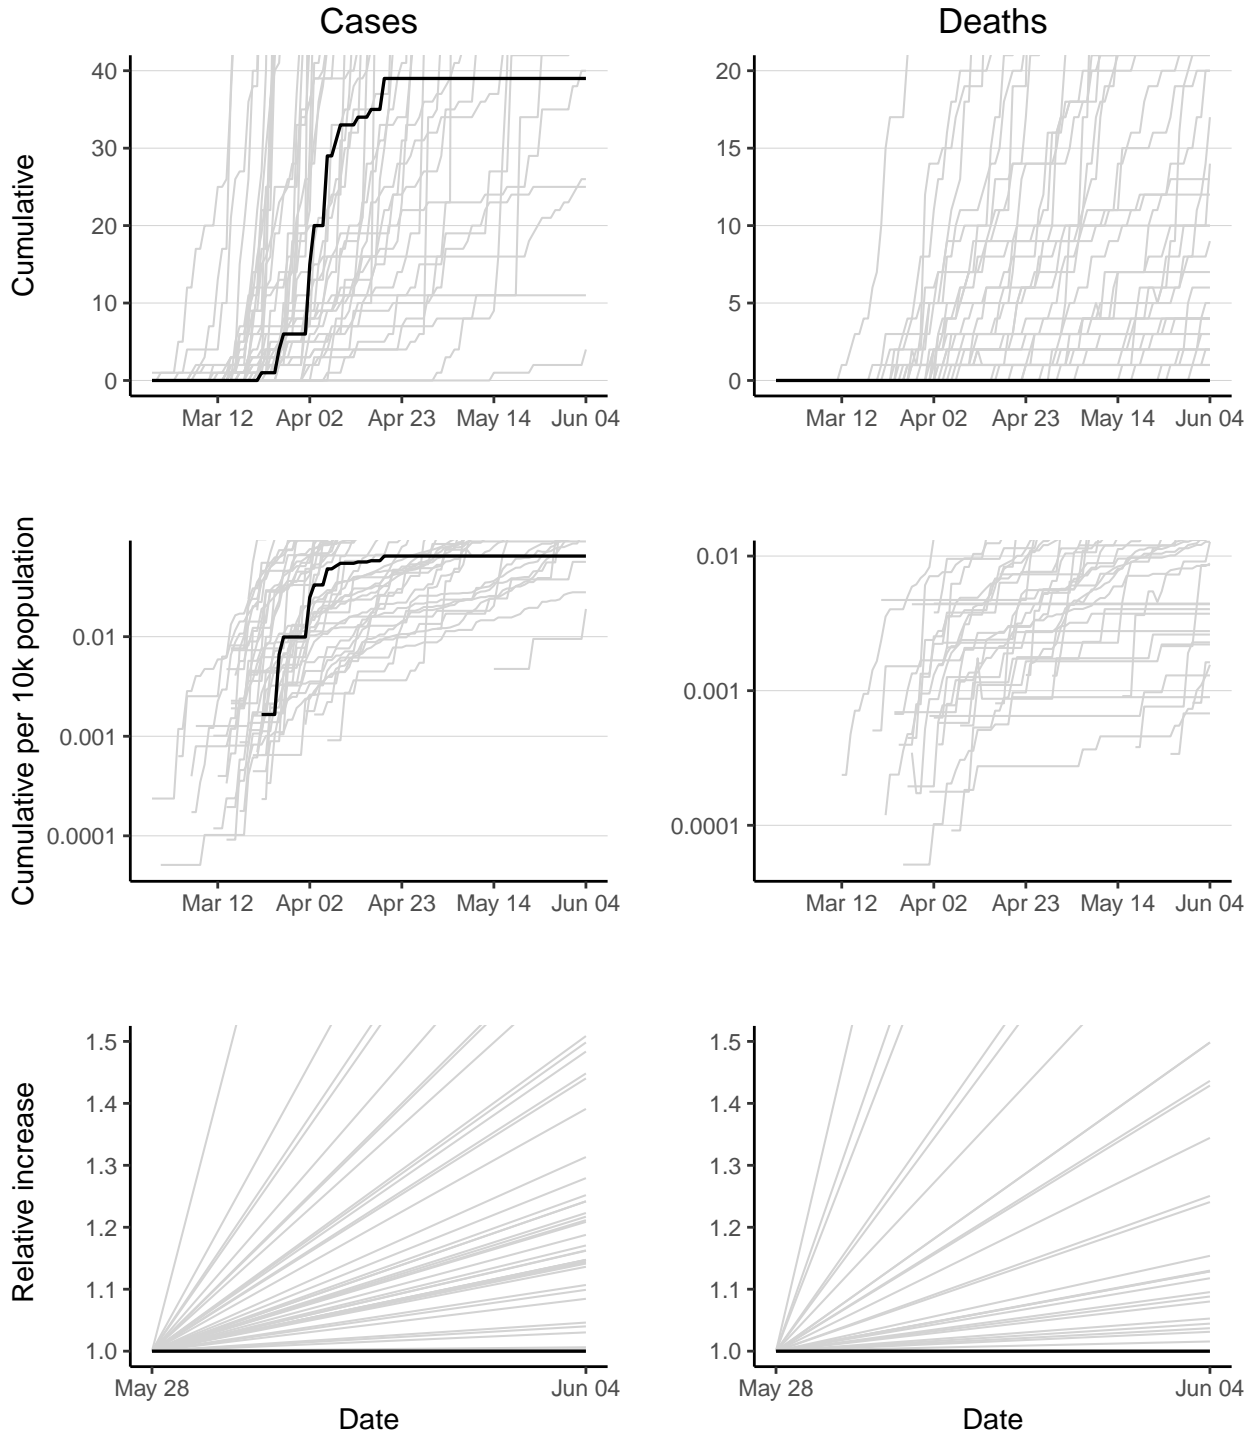 Cases
Deaths
Cumulative
40
30
20
10
0
Mar 12 Apr 02 Apr 23 May 14 Jun 04
20
15
10
5
0
Mar 12 Apr 02 Apr 23 May 14 Jun 04
Cumulative per 10k population
0.01
0.001
0.0001
Mar 12 Apr 02 Apr 23 May 14 Jun 04
0.01
0.001
0.0001
Mar 12 Apr 02 Apr 23 May 14 Jun 04
Relative increase
1.5
1.4
1.3
1.2
1.1
1.0
May 28 Jun 04
Date
1.5
1.4
1.3
1.2
1.1
1.0
May 28 Jun 04
Date